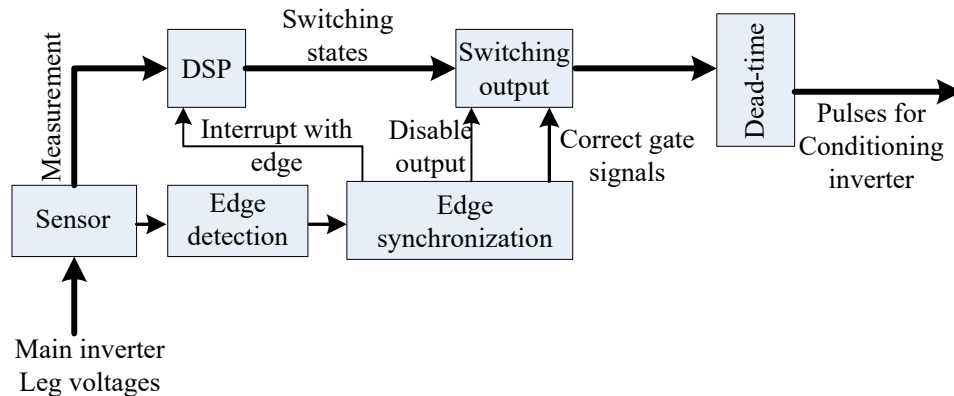 Measurement
DSP
Switching
states
Switching
output
Dead-time
Pulses for
Conditioning
inverter
Interrupt with
edge
Disable
output
Correct gate
signals
Sensor
Edge
detection
Edge
synchronization
Main inverter
Leg voltages